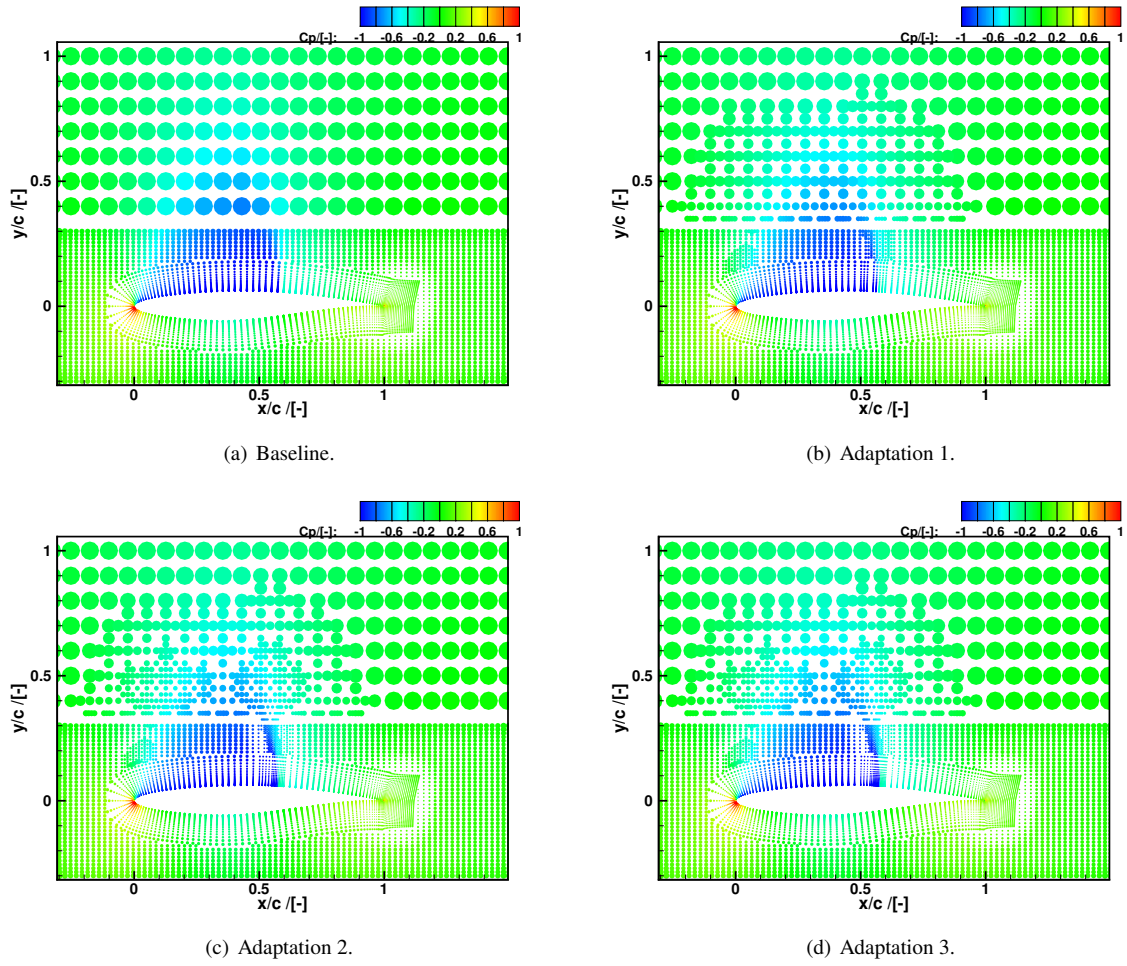 Cp/[-]: -1 -0.6 -0.2 0.2 0.6 1
Cp/[-]: -1 -0.6 -0.2 0.2 0.6 1
1
0.5
0
y/c /[-]
0 0.5 1
x/c /[-]
1
0.5
0
y/c /[-]
0 0.5 1
x/c /[-]
(a) Baseline.
(b) Adaptation 1.
Cp/[-]: -1 -0.6 -0.2 0.2 0.6 1
Cp/[-]: -1 -0.6 -0.2 0.2 0.6 1
1
0.5
0
y/c /[-]
0 0.5 1
x/c /[-]
1
0.5
0
y/c /[-]
0 0.5 1
x/c /[-]
(c) Adaptation 2.
(d) Adaptation 3.